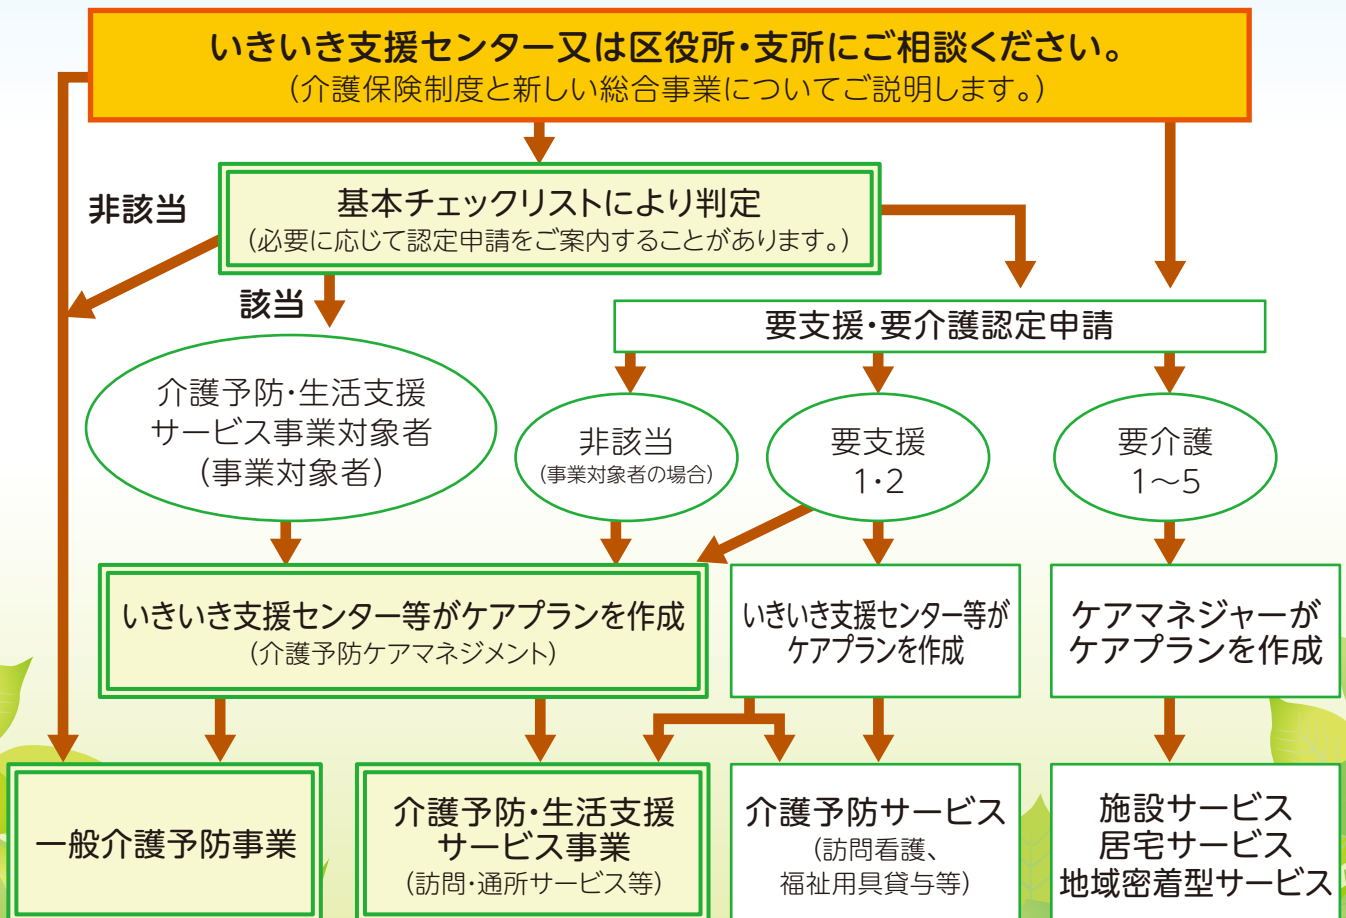 いきいき支援センター又は区役所・支所にご相談ください。
(介護保険制度と新しい総合事業についてご説明します。)
非該当
基本チェックリストにより判定
(必要に応じて認定申請をご案内することがあります。)
該当
要支援・要介護認定申請
介護予防・生活支援
サービス事業対象者
(事業対象者)
非該当
(事業対象者の場合)
要支援
1・2
要介護
1〜5
いきいき支援センター等がケアプランを作成
(介護予防ケアマネジメント)
いきいき支援センター等が
ケアプランを作成
ケアマネジャーが
ケアプランを作成
一般介護予防事業
介護予防・生活支援
サービス事業
(訪問・通所サービス等)
介護予防サービス
(訪問看護、
福祉用具貸与等)
施設サービス
居宅サービス
地域密着型サービス